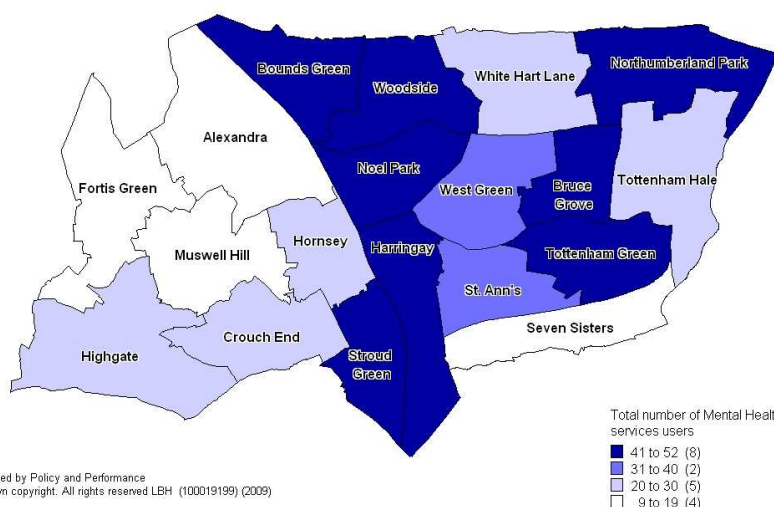 Bounds Green
Woodside
White Hart Lane
Northumberland Park
Alexandra
Noel Park
Fortis Green
West Green
Bruce
Grove
Tottenham Hale
Hornsey
Muswell Hill
Harringay
Tottenham Green
St. Ann's
Seven Sisters
Crouch End
Highgate
Stroud
Green
Total number of Mental Healt
services users
41 to 52 (8)
31 to 40 (2)
20 to 30 (5)
9 to 19 (4)
ed by Policy and Performance
n copyright. All rights reserved LBH (100019199) (2009)